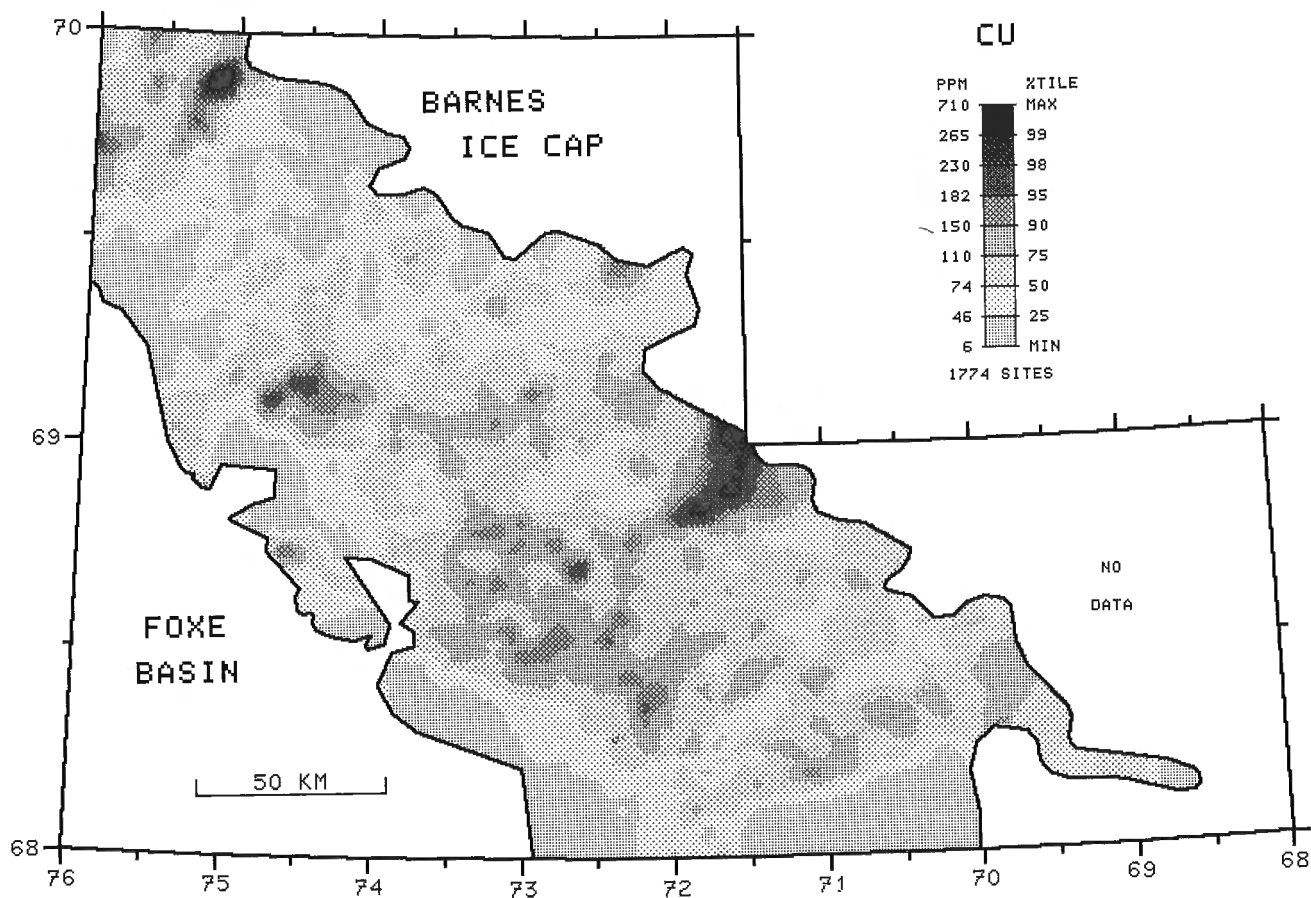 70
CU
BARNES
ICE CAP
PPM %TILE
710 MAX
265 99
230 98
182 95
150 90
110 75
74 50
46 25
6 MIN
1774 SITES
69
NO
DATA
FOXE
BASIN
50 KM
68
76 75 74 73 72 71 70 69 68